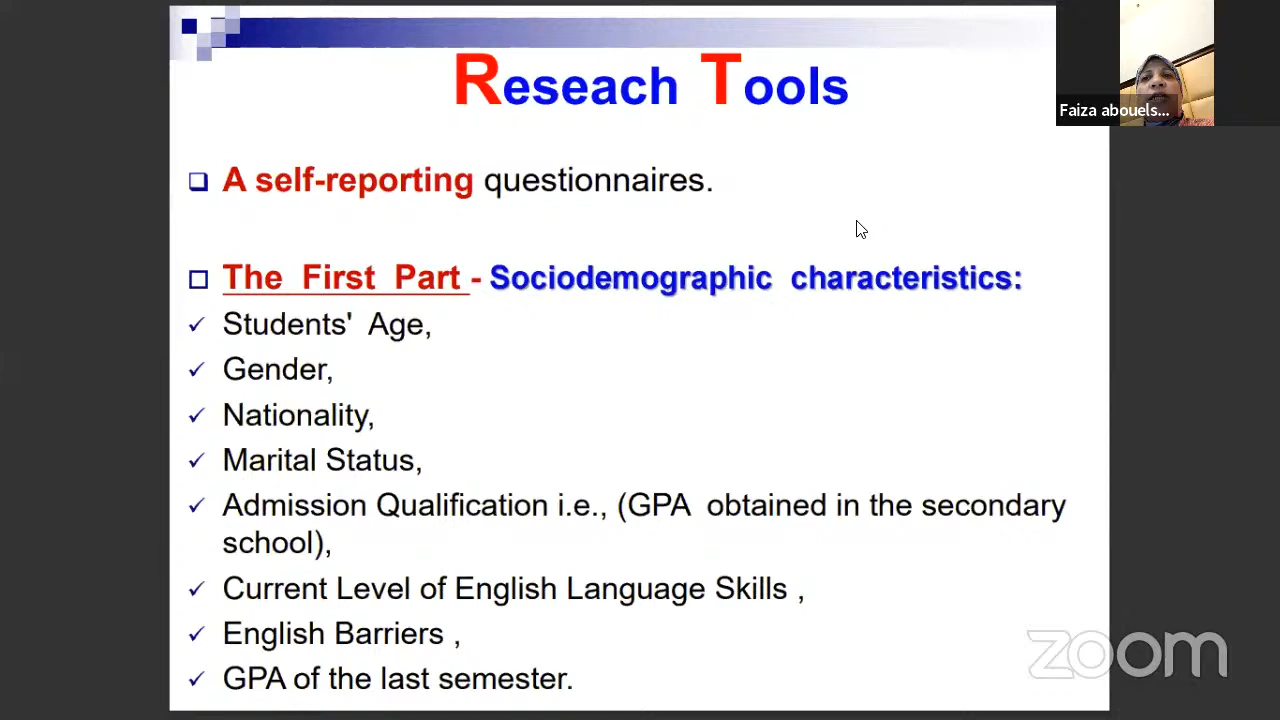 Reseach Tools
Faiza abouels...
A self-reporting questionnaires.
The First Part - Sociodemographic characteristics:
Students' Age,
Gender,
Nationality,
Marital Status,
Admission Qualification i.e., (GPA obtained in the secondary
school),
Current Level of English Language Skills ,
English Barriers ,
GPA of the last semester.
zoom